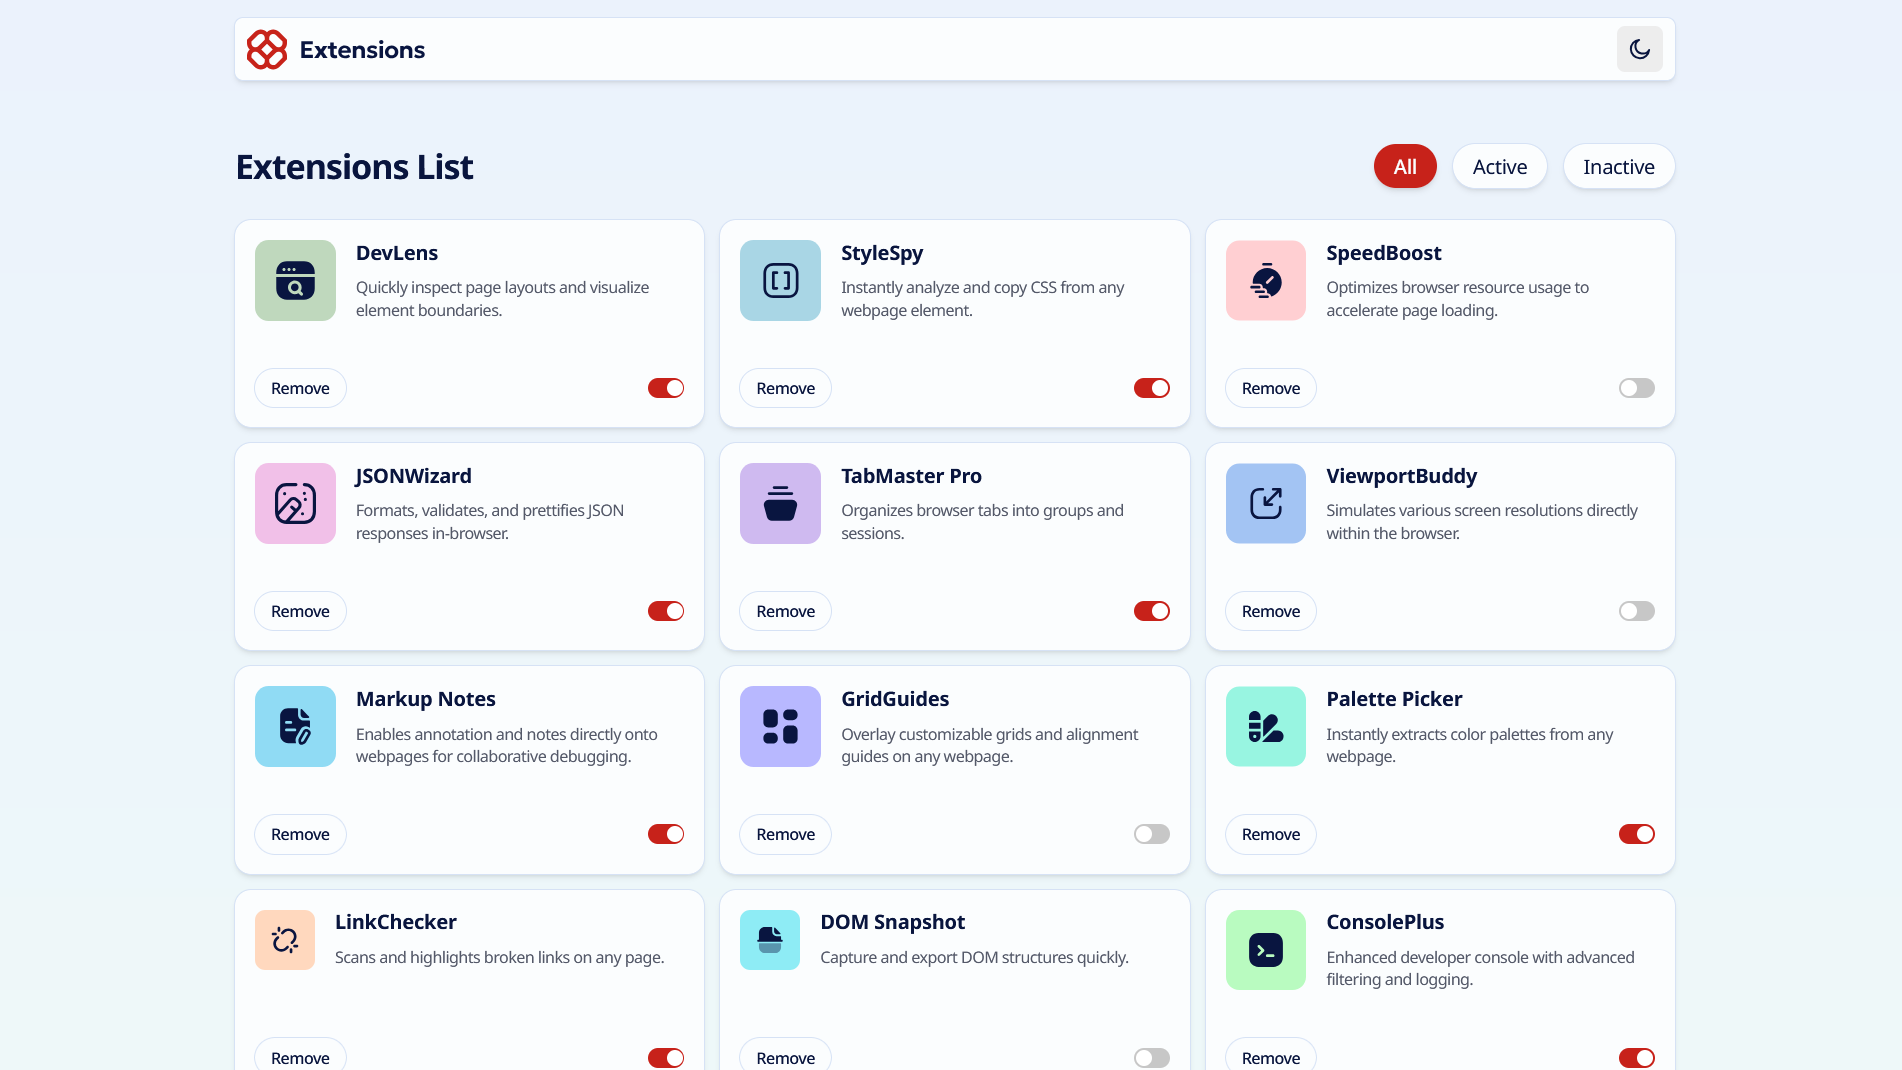 Extensions
Extensions List
All
Active
Inactive
DevLens
Quickly inspect page layouts and visualize
element boundaries.
Remove
StyleSpy
Instantly analyze and copy CSS from any
webpage element.
Remove
SpeedBoost
Optimizes browser resource usage to
accelerate page loading.
Remove
JSONWizard
Formats, validates, and prettifies JSON
responses in-browser.
Remove
TabMaster Pro
Organizes browser tabs into groups and
sessions.
Remove
ViewportBuddy
Simulates various screen resolutions directly
within the browser.
Remove
Markup Notes
Enables annotation and notes directly onto
webpages for collaborative debugging.
Remove
GridGuides
Overlay customizable grids and alignment
guides on any webpage.
Remove
Palette Picker
Instantly extracts color palettes from any
webpage.
Remove
LinkChecker
Scans and highlights broken links on any page.
Remove
DOM Snapshot
Capture and export DOM structures quickly.
Remove
ConsolePlus
Enhanced developer console with advanced
filtering and logging.
Remove